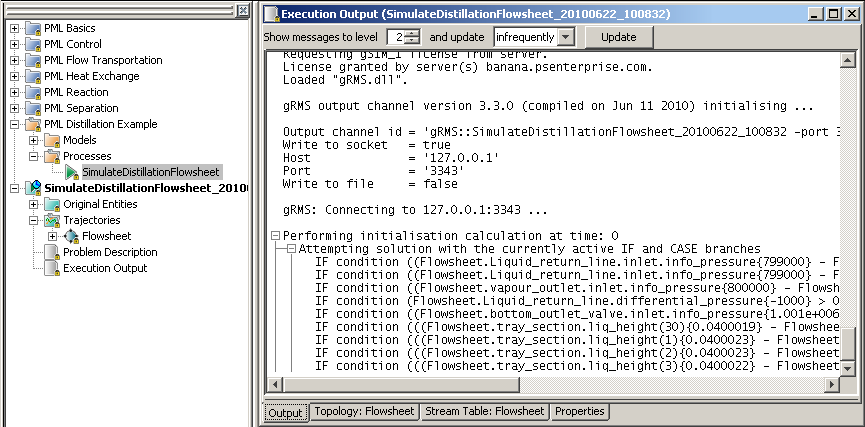 PML Basics
PML Control
PML Flow Transportation
PML Heat Exchange
PML Reaction
PML Separation
PML Distillation Example
Models
Processes
SimulateDistillationFlowsheet
SimulateDistillationFlowsheet_2010
Original Entities
Trajectories
Flowsheet
Problem Description
Execution Output
Execution Output (SimulateDistillationFlowsheet_20100622_100832)
Show messages to level 2 and update infrequently Update
Requesting gSIM_I license from server.
License granted by server(s) banana.psenterprise.com.
Loaded "gRMS.dll".
gRMS output channel version 3.3.0 (compiled on Jun 11 2010) initialising ...
Output channel id = 'gRMS::SimulateDistillationFlowsheet_20100622_100832 -port 3
Write to socket = true
Host = '127.0.0.1'
Port = '3343'
Write to file = false
gRMS: Connecting to 127.0.0.1:3343 ...
Performing initialisation calculation at time: 0
Attempting solution with the currently active IF and CASE branches
IF condition ((Flowsheet.Liquid_return_line.inlet.info_pressure{799000} - F
IF condition ((Flowsheet.Liquid_return_line.inlet.info_pressure{799000} - F
IF condition ((Flowsheet.vapour_outlet.inlet.info_pressure{800000} - Flowsh
IF condition (Flowsheet.Liquid_return_line.differential_pressure{-1000} > 0
IF condition ((Flowsheet.bottom_outlet_valve.inlet.info_pressure{1.001e+006
IF condition (((Flowsheet.tray_section.liq_height(30){0.0400019} - Flowshee
IF condition (((Flowsheet.tray_section.liq_height(1){0.0400023} - Flowsheet
IF condition (((Flowsheet.tray_section.liq_height(2){0.0400023} - Flowsheet
IF condition (((Flowsheet.tray_section.liq_height(3){0.0400022} - Flowsheet
Output Topology: Flowsheet Stream Table: Flowsheet Properties